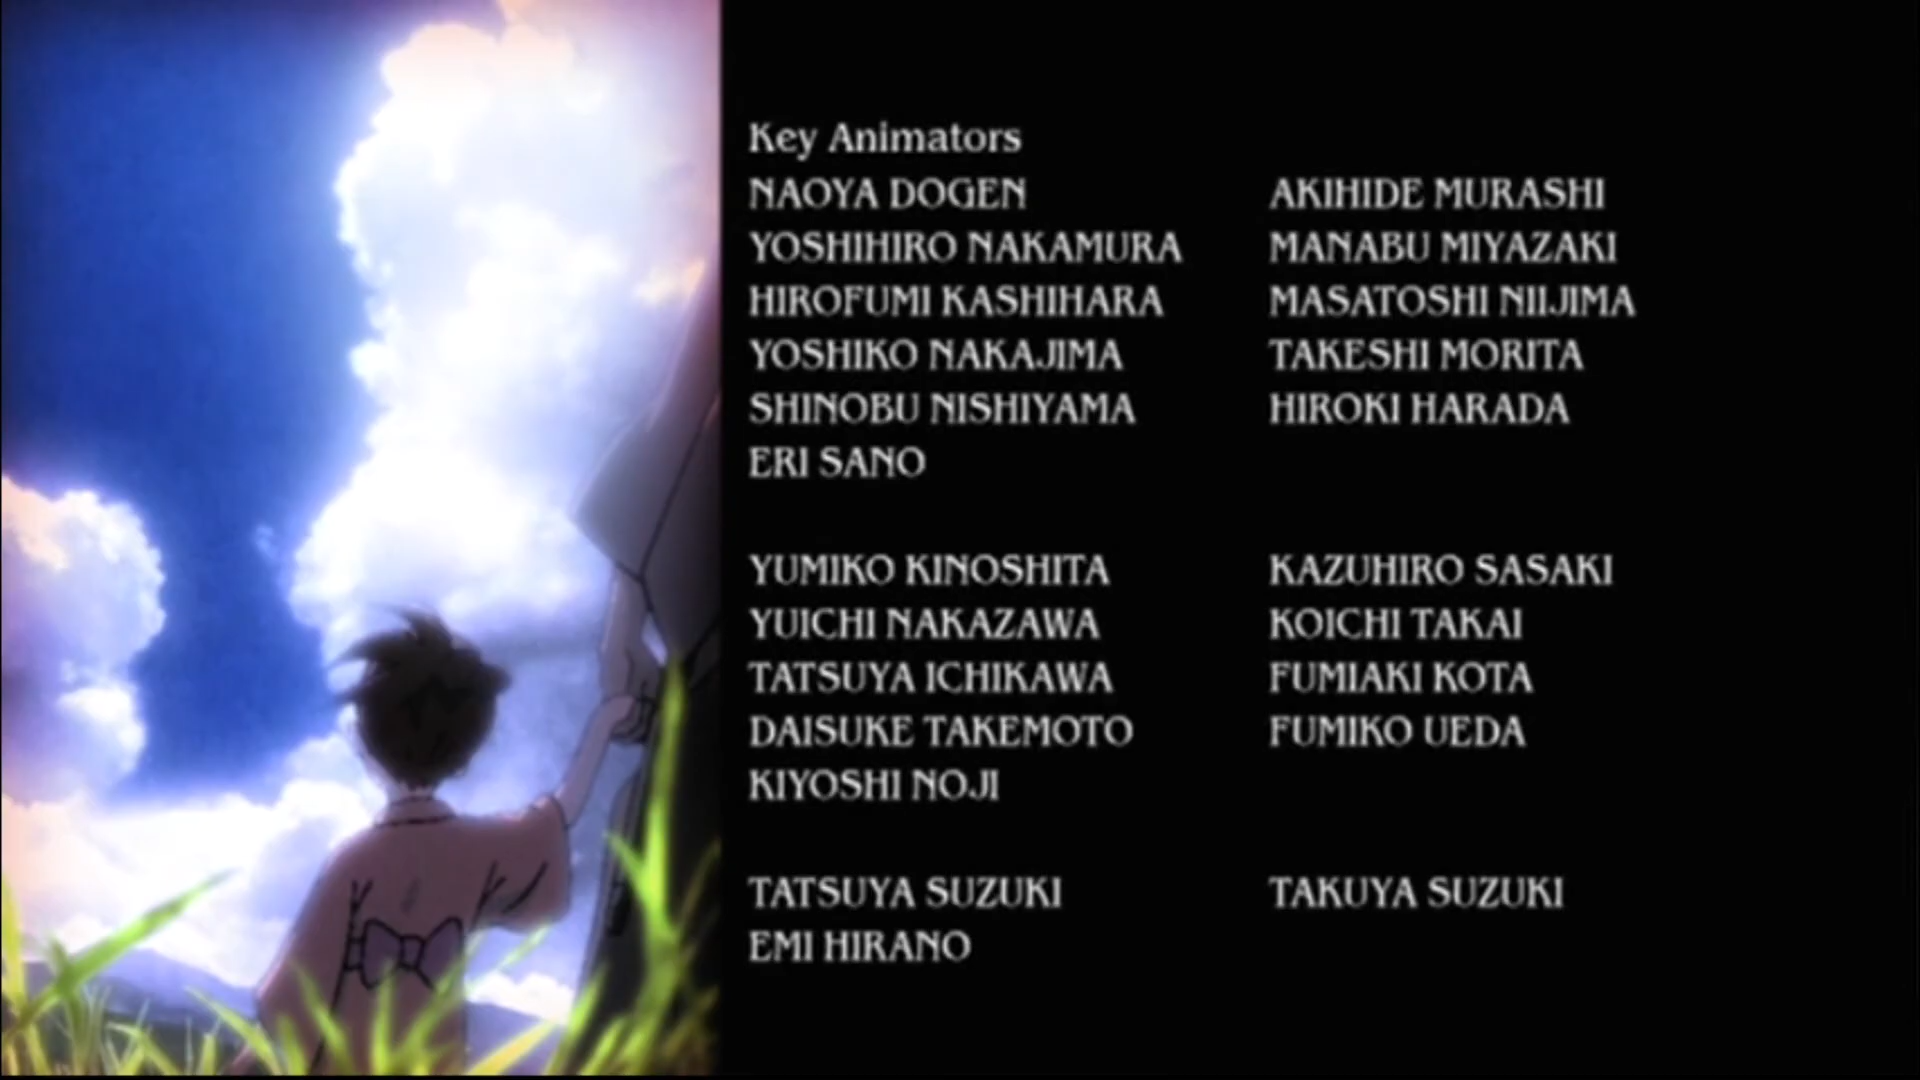 Key Animators
NAOYA DOGEN AKIHIDE MURASHI
YOSHIHIRO NAKAMURA MANABU MIYAZAKI
HIROFUMI KASHIHARA MASATOSHI NIIJIMA
YOSHIKO NAKAJIMA TAKESHI MORITA
SHINOBU NISHIYAMA HIROKI HARADA
ERI SANO
YUMIKO KINOSHITA KAZUHIRO SASAKI
YUICHI NAKAZAWA KOICHI TAKAI
TATSUYA ICHIKAWA FUMIAKI KOTA
DAISUKE TAKEMOTO FUMIKO UEDA
KIYOSHI NOJI
TATSUYA SUZUKI TAKUYA SUZUKI
EMI HIRANO